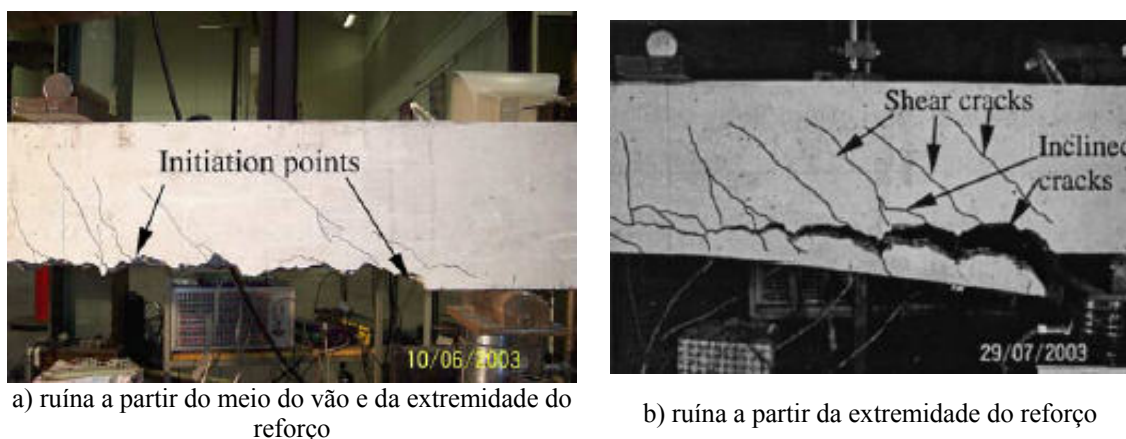 Initiation points
10/06/2003
a) ruína a partir do meio do vão e da extremidade do
reforço
Shear cracks
Inclined
cracks
29/07/2003
b) ruína a partir da extremidade do reforço